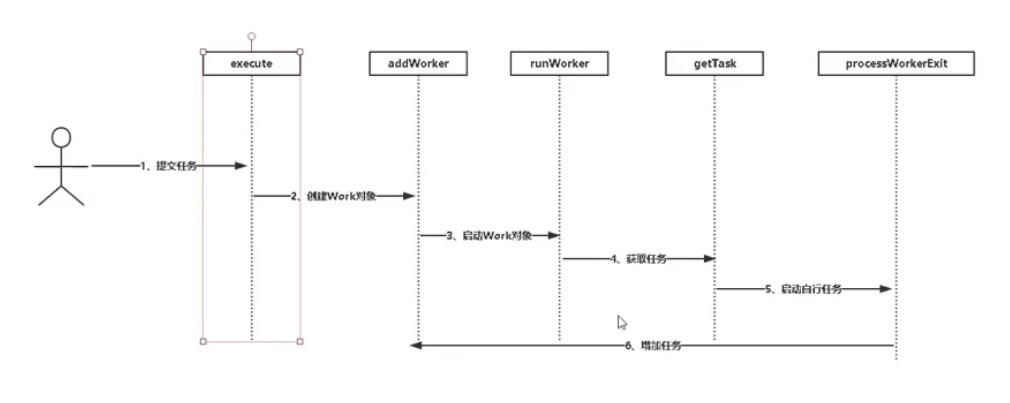 execute
addWorker
runWorker
getTask
processWorkerExit
1、提交任务
2、创建Work对象
3、启动Work对象
4、获取任务
5、启动自行任务
6、增加任务